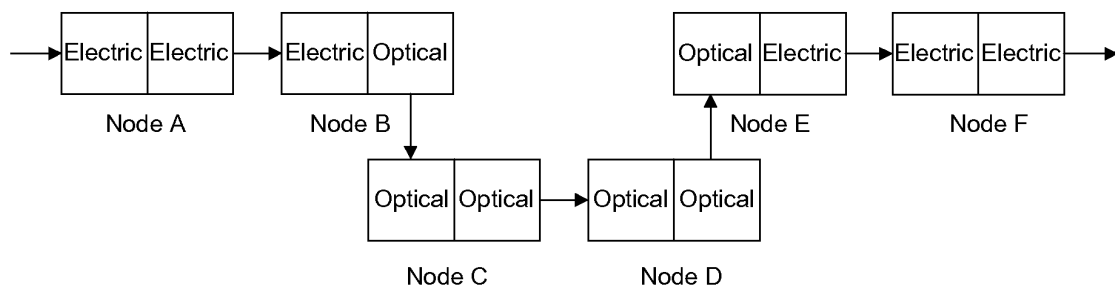 Electric Electric
Electric Optical
Optical Electric
Electric Electric
Node A
Node B
Node E
Node F
Optical Optical
Optical Optical
Node C
Node D